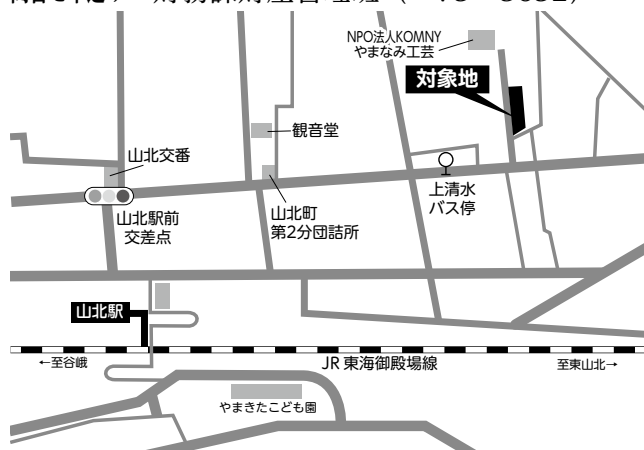 NPO法人KOMNY
やまなみ工芸
対象地
観音堂
山北交番
上清水
バス停
山北駅前
交差点
山北町
第2分団詰所
山北駅
←至谷峨
JR東海御殿場線
至東山北→
やまきたこども園